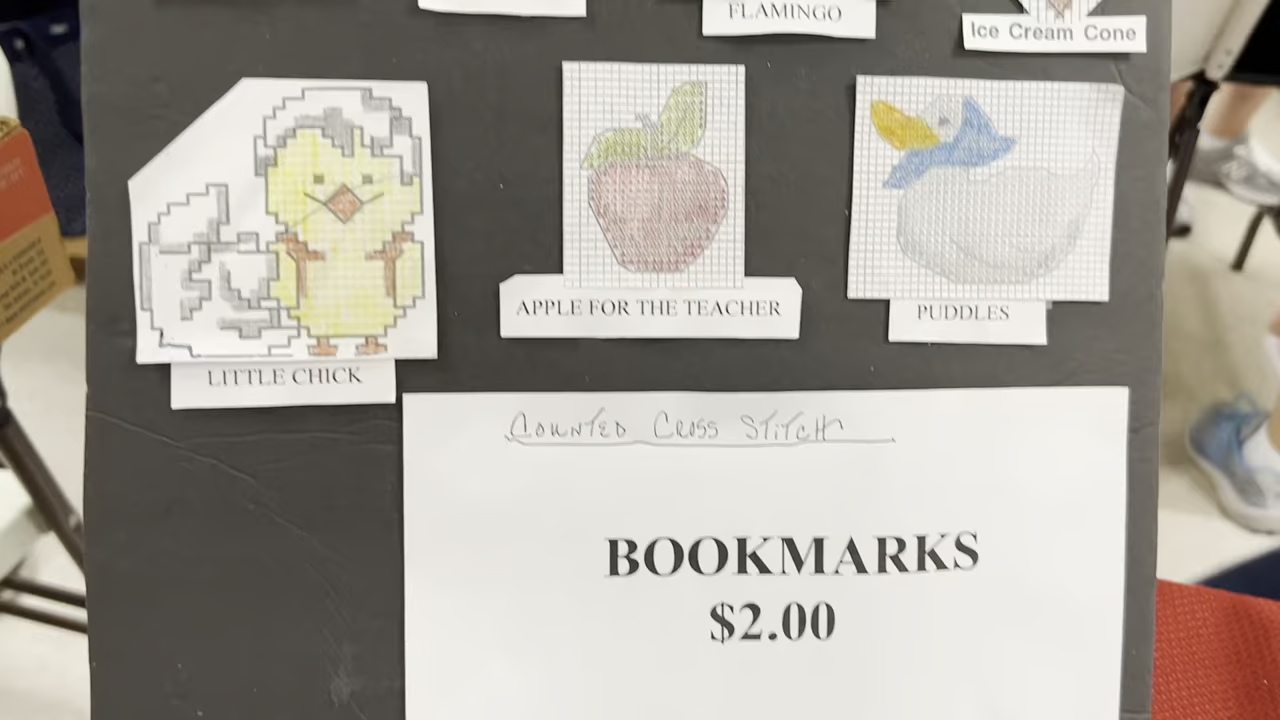 FLAMINGO
Ice Cream Cone
APPLE FOR THE TEACHER
PUDDLES
LITTLE CHICK
COUNTED CROSS STITCH
BOOKMARKS
$2.00